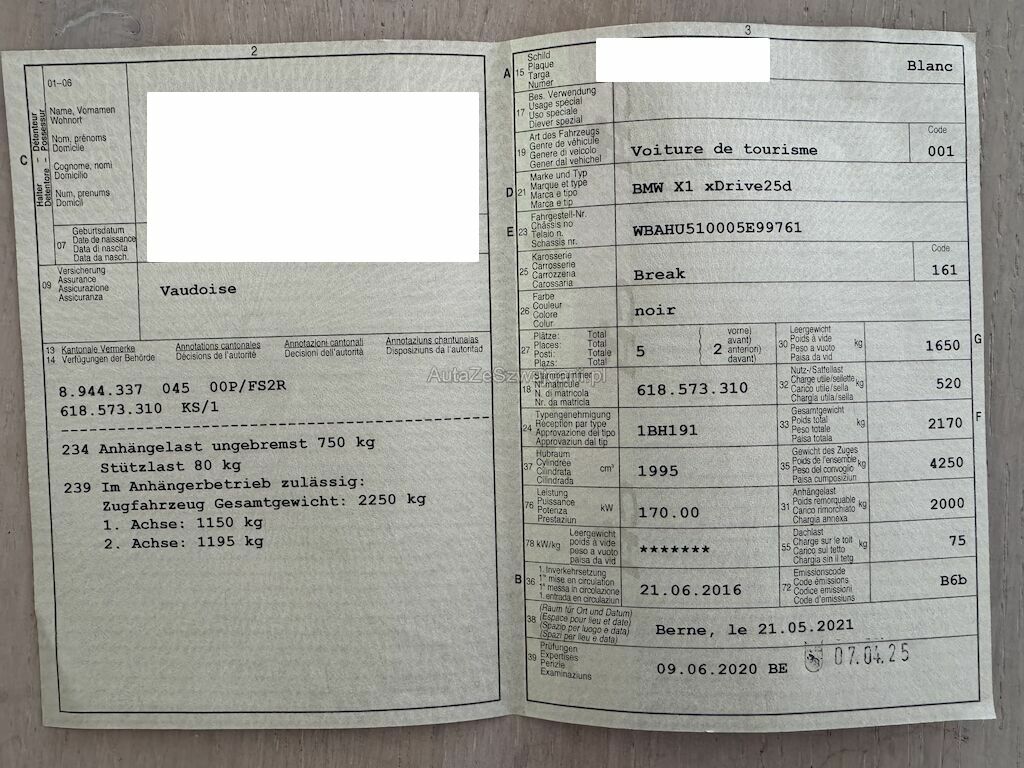 2
01-06
Halter - Détenteur
Detentore - Possessur
C
Name, Vornamen
Wohnort
Nom, prénoms
Domicile
Cognome, nomi
Domicilio
Num, prenums
Domicil
07
Geburtsdatum
Date de naissance
Data di nascita
Data da nasch.
09
Versicherung
Assurance
Assicurazione
Assicuranza
Vaudoise
13 Kantonale Vermerke Annotations cantonales Annotazioni cantonali Annotaziuns chantunalas
14 Verfügungen der Behörde Décisions de l'autorité Decisioni dell'autorità Disposiziuns da l'autoritad
8.944.337 045 00P/FS2R
618.573.310 KS/1
234 Anhängelast ungebremst 750 kg
Stützlast 80 kg
239 Im Anhängerbetrieb zulässig:
Zugfahrzeug Gesamtgewicht: 2250 kg
1. Achse: 1150 kg
2. Achse: 1195 kg
3
A 15
Schild
Plaque
Targa
Numer
Blanc
17
Bes. Verwendung
Usage spécial
Uso speciale
Diever spezial
19
Art des Fahrzeugs
Genre de véhicule
Genere di veicolo
Gener dal vehichel
Voiture de tourisme
Code
001
D 21
Marke und Typ
Marque et type
Marca e tipo
Marca e tip
BMW X1 xDrive25d
E 23
Fahrgestell-Nr.
Châssis no
Telaio n.
Schassis nr.
WBAHU510005E99761
25
Karosserie
Carrosserie
Carrozzeria
Carossaria
Break
Code
161
26
Farbe
Couleur
Colore
Colur
noir
27
Plätze: Total
Places: Total
Posti: Totale
Plazs: Total
5
2
vorne)
avant)
anteriori)
davant)
30
Leergewicht
Poids à vide
Peso a vuoto
Paisa da vid
kg
1650
G
18
Stammnummer
N° matricule
N. di matricola
Nr. da matricla
618.573.310
32
Nutz-/Sattellast
Charge utile/sellette
Carico utile/sella
Chargia utila/sella
kg
520
24
Typengenehmigung
Réception par type
Approvazione del tipo
Approvaziun dal tip
1BH191
33
Gesamtgewicht
Poids total
Peso totale
Paisa totala
kg
2170
F
37
Hubraum
Cylindrée
Cilindrata
Cilindrada
cm³
1995
35
Gewicht des Zuges
Poids de l'ensemble
Peso del convoglio
Paisa cumposiziun
kg
4250
76
Leistung
Puissance
Potenza
Prestaziun
kW
170.00
31
Anhängelast
Poids remorquable
Carico rimorchiato
Chargia annexa
kg
2000
78 kW/kg
Leergewicht
poids à vide
peso a vuoto
paisa da vid
*******
55
Dachlast
Charge sur le toit
Carico sul tetto
Chargia sin il tetg
kg
75
B 36
1. Inverkehrsetzung
1re mise en circulation
1a messa in circolazione
1. entrada en circulaziun
21.06.2016
72
Emissionscode
Code émissions
Codice emissioni
Code d'emissiuns
B6b
38
(Raum für Ort und Datum)
(Espace pour lieu et date)
(Spazio per luogo e data)
(Spazi per lieu e data)
Berne, le 21.05.2021
39
Prüfungen
Expertises
Perizie
Examinaziuns
09.06.2020 BE
07.04.25
AutaZeSzwajcarii.pl